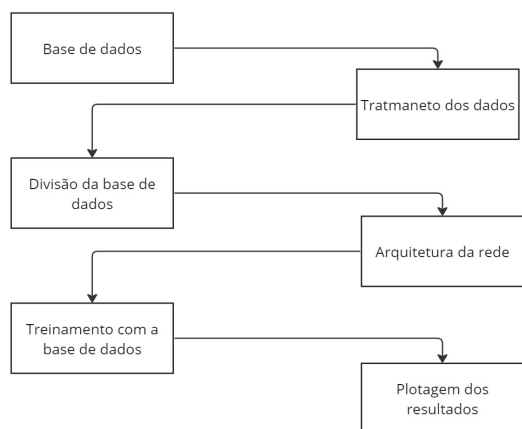 Base de dados
Tratmaneto dos dados
Divisão da base de
dados
Arquitetura da rede
Treinamento com a
base de dados
Plotagem dos
resultados